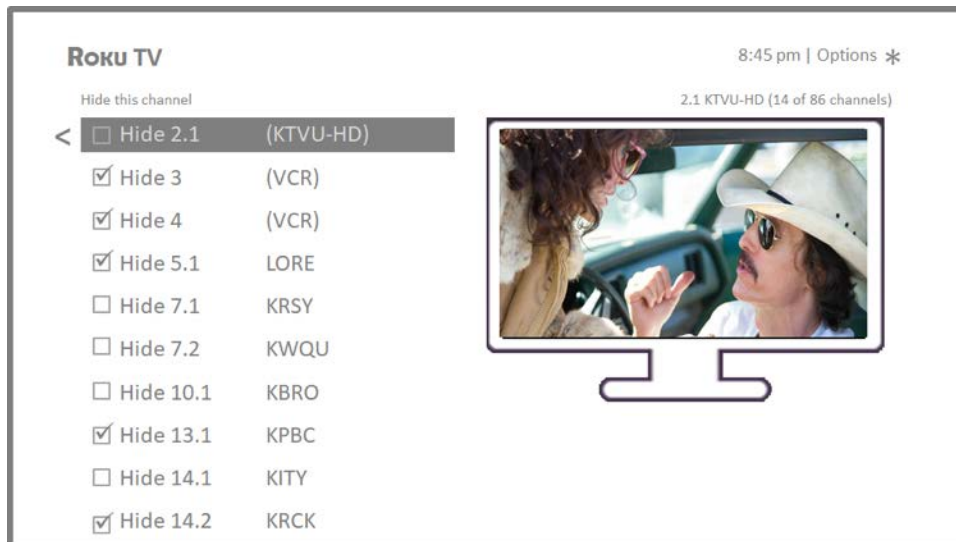 Roku TV
8:45 pm | Options *
Hide this channel
2.1 KTVU-HD (14 of 86 channels)
< Hide 2.1 (KTVU-HD)
Hide 3 (VCR)
Hide 4 (VCR)
Hide 5.1 LORE
Hide 7.1 KRSY
Hide 7.2 KWQU
Hide 10.1 KBRO
Hide 13.1 KPBC
Hide 14.1 KITY
Hide 14.2 KRCK